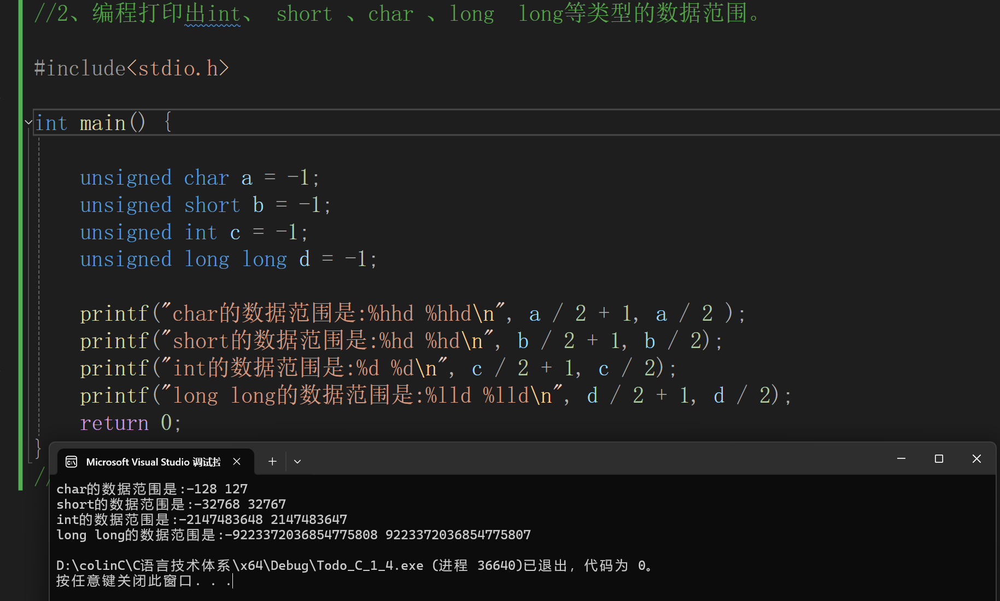 //2、编程打印出int、 short 、char 、long  long等类型的数据范围。
#include<stdio.h>
int main() {
unsigned char a = -1;
unsigned short b = -1;
unsigned int c = -1;
unsigned long long d = -1;
printf("char的数据范围是:%hhd %hhd\n", a / 2 + 1, a / 2 );
printf("short的数据范围是:%hd %hd\n", b / 2 + 1, b / 2);
printf("int的数据范围是:%d %d\n", c / 2 + 1, c / 2);
printf("long long的数据范围是:%lld %lld\n", d / 2 + 1, d / 2);
return 0;
}
//
Microsoft Visual Studio 调试控
char的数据范围是:-128 127
short的数据范围是:-32768 32767
int的数据范围是:-2147483648 2147483647
long long的数据范围是:-9223372036854775808 9223372036854775807
D:\colinC\C语言技术体系\x64\Debug\Todo_C_1_4.exe (进程 36640)已退出，代码为 0。
按任意键关闭此窗口. . .